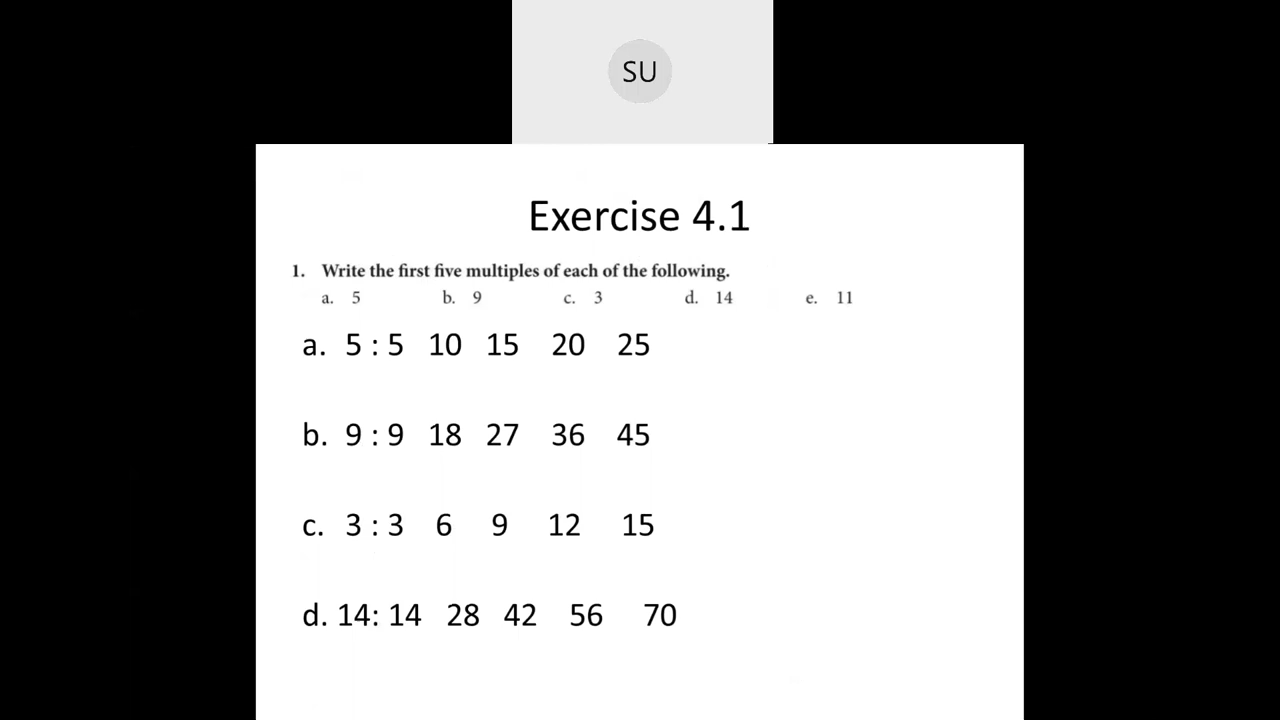 SU
Exercise 4.1
1. Write the first five multiples of each of the following.
a. 5 b. 9 c. 3 d. 14 e. 11
a. 5 : 5 10 15 20 25
b. 9 : 9 18 27 36 45
c. 3 : 3 6 9 12 15
d. 14: 14 28 42 56 70